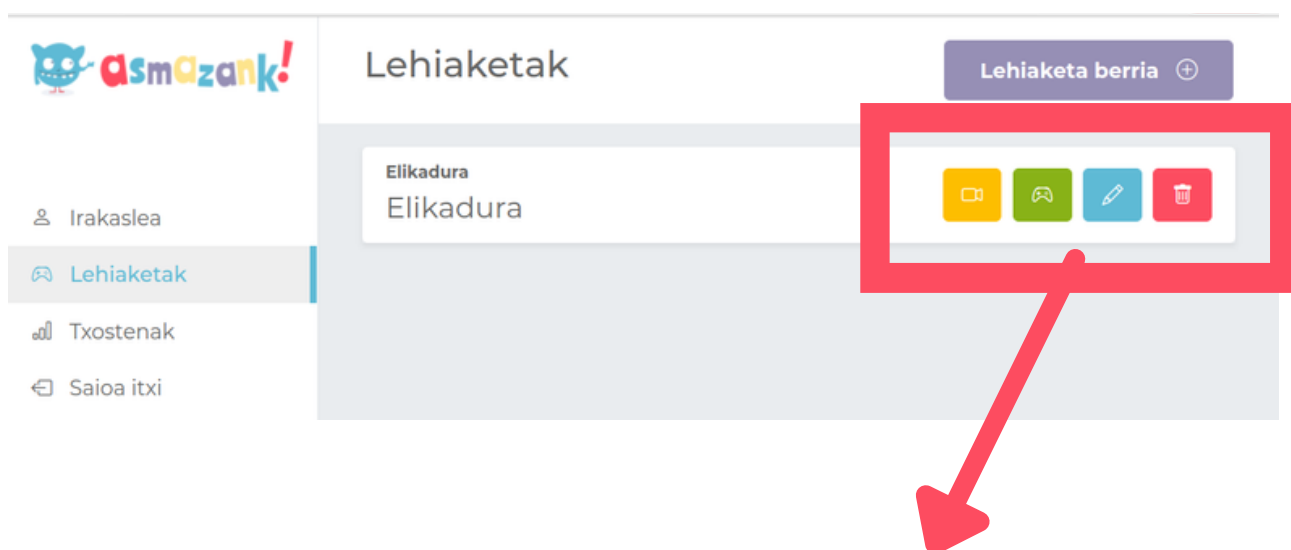 asmazank!
Lehiaketak
Lehiaketa berria
Elikadura
Elikadura
Irakaslea
Lehiaketak
Txostenak
Saioa itxi